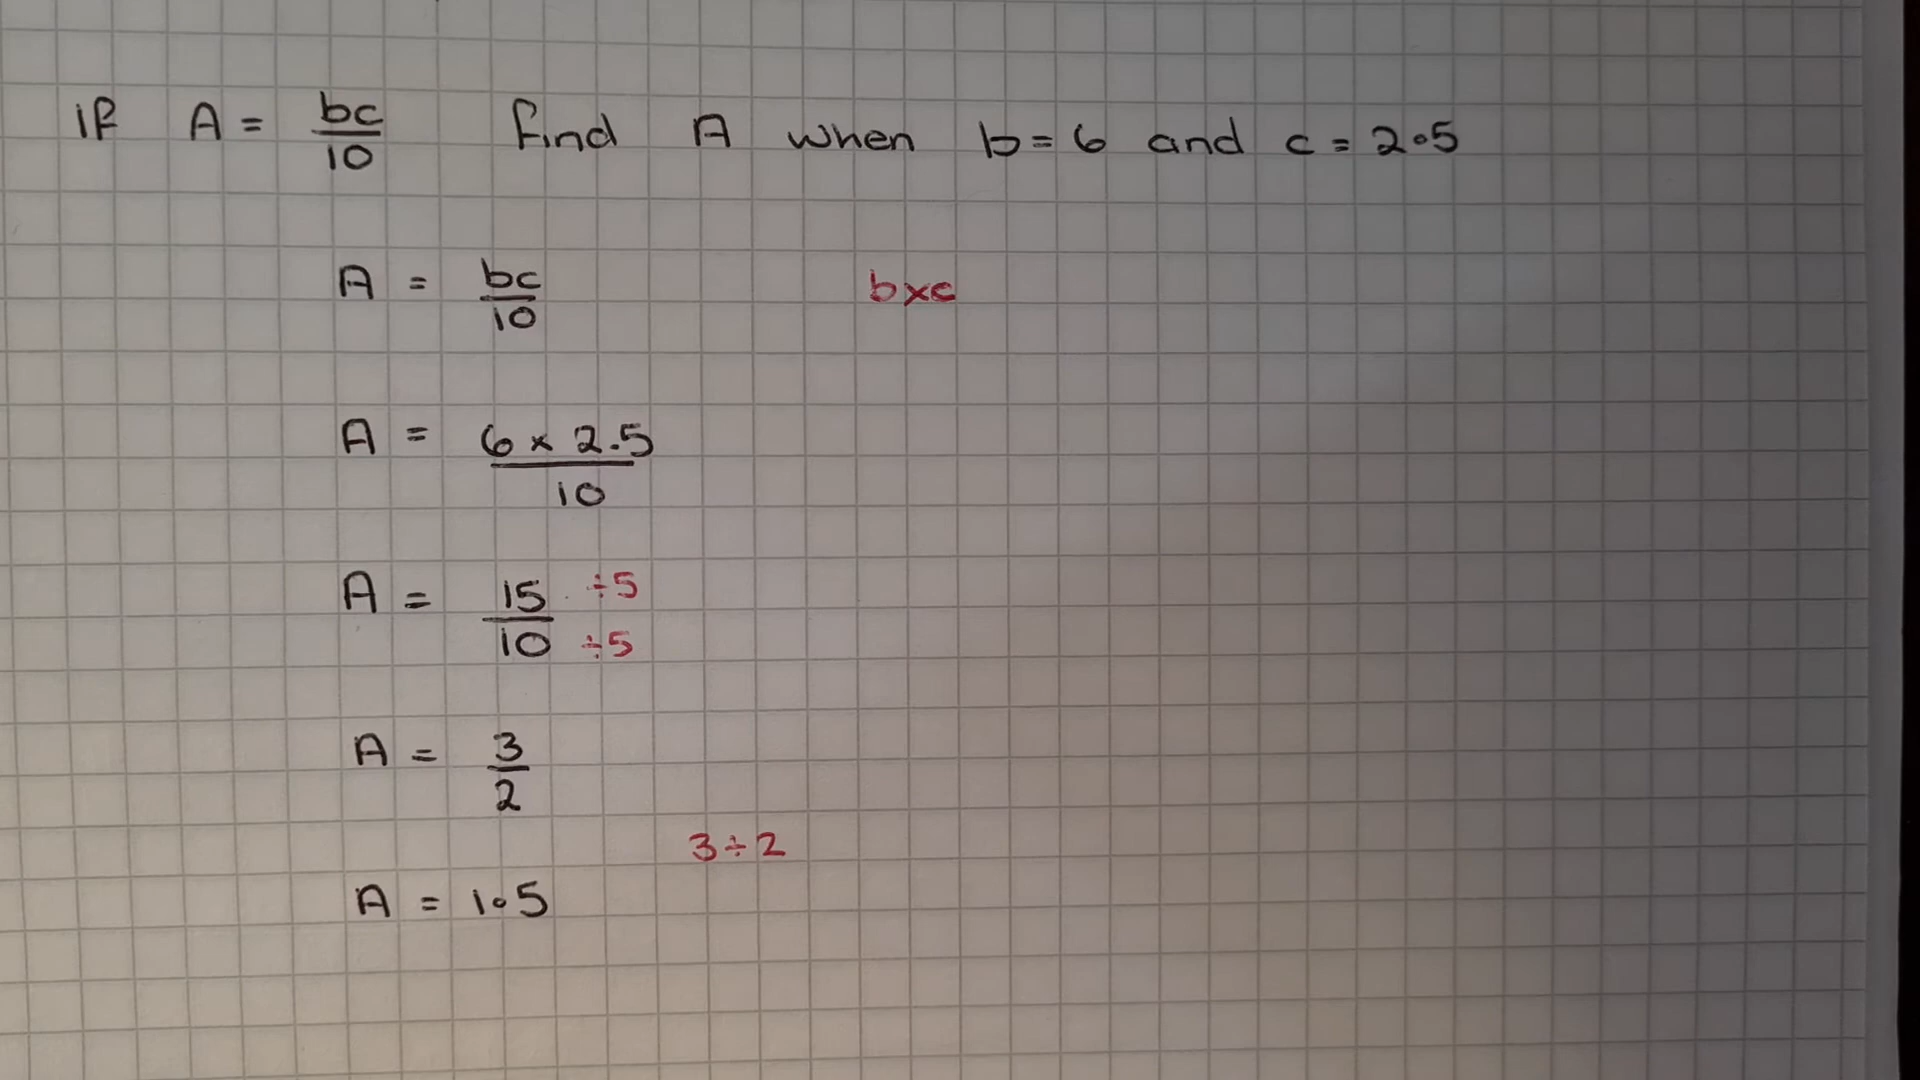 If A = bc/10 find A when b = 6 and c = 2.5
A = bc/10 b×c
A = 6 × 2.5/10
A = 15/10 ÷5 ÷5
A = 3/2
3÷2
A = 1.5